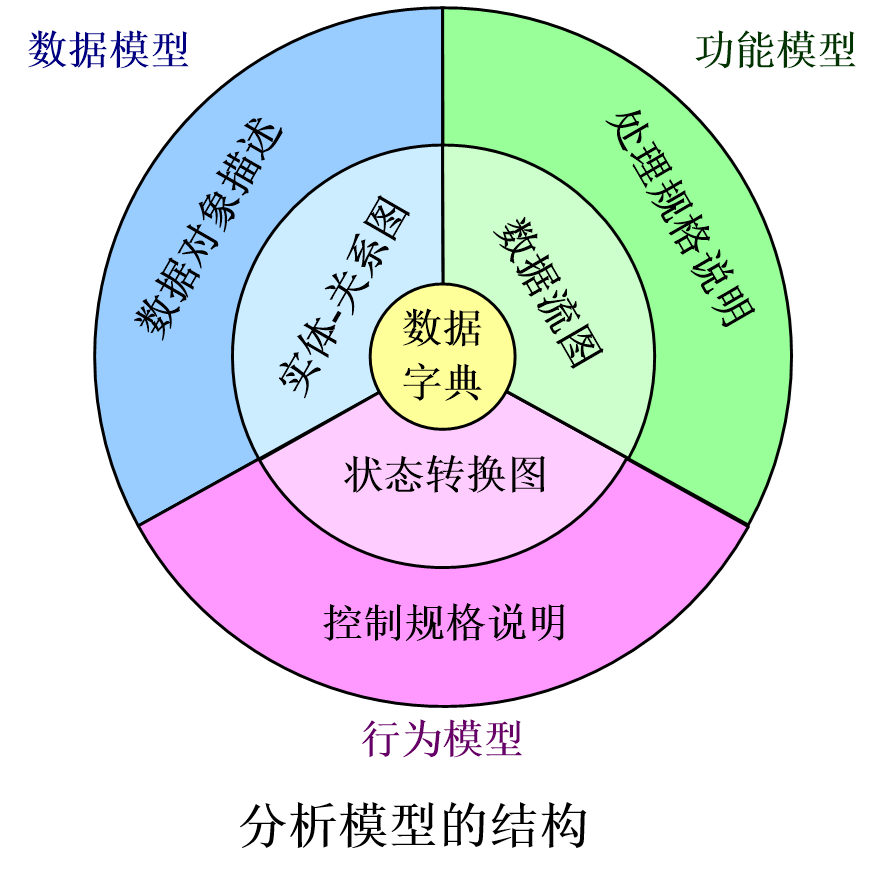 数据模型
功能模型
数据对象描述
处理规格说明
实体-关系图
数据流图
数据
字典
状态转换图
控制规格说明
行为模型
分析模型的结构